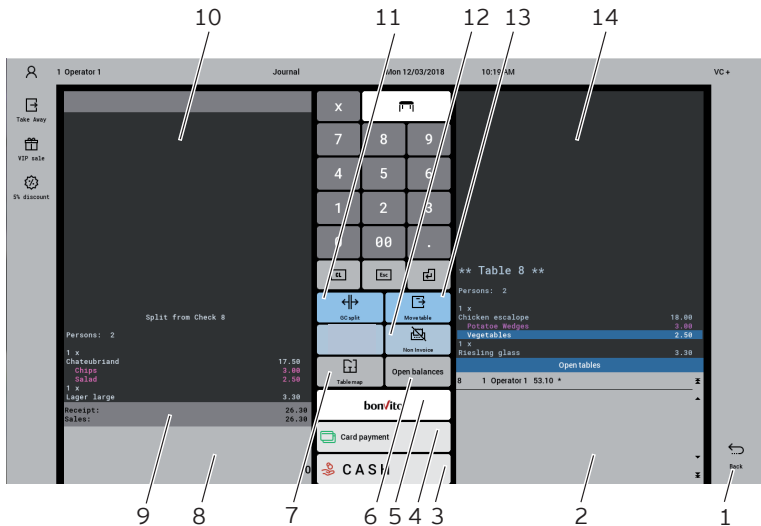 10 11 12 13 14
1 Operator 1 Journal Mon 12/03/2018 10:19 AM VC+
Take Away
VIP sale
5% discount
X
7 8 9
4 5 6
1 2 3
0 00 .
CL Esc
GC split Move table
Non Invoice
Table map Open balances
bonVito
Card payment
CASH
Split from Check 8
Persons: 2
1 x
Chateubriand 17.50
Chips 3.00
Salad 2.50
1 x
Lager large 3.30
Receipt: 26.30
Sales: 26.30
0
** Table 8 **
Persons: 2
1 x
Chicken escalope 18.00
Potatoe Wedges 3.00
Vegetables 2.50
1 x
Riesling glass 3.30
Open tables
8 1 Operator 1 53.10 *
Back
9 8 7 6 5 4 3 2 1